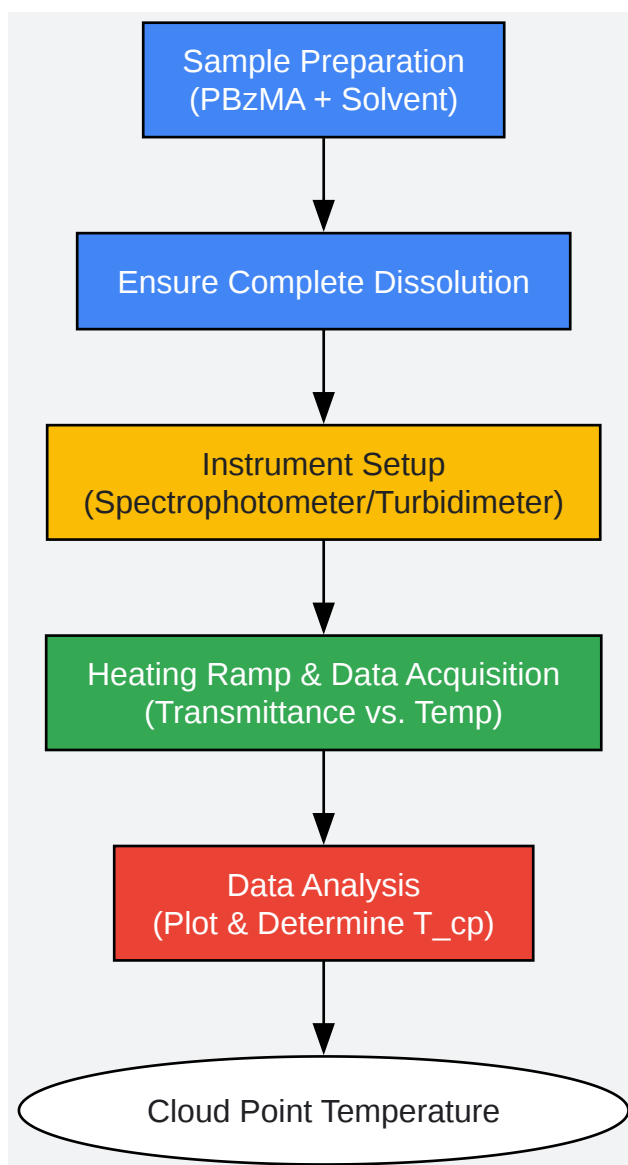 Sample Preparation
(PBzMA + Solvent)
Ensure Complete Dissolution
Instrument Setup
(Spectrophotometer/Turbidimeter)
Heating Ramp & Data Acquisition
(Transmittance vs. Temp)
Data Analysis
(Plot & Determine T_cp)
Cloud Point Temperature